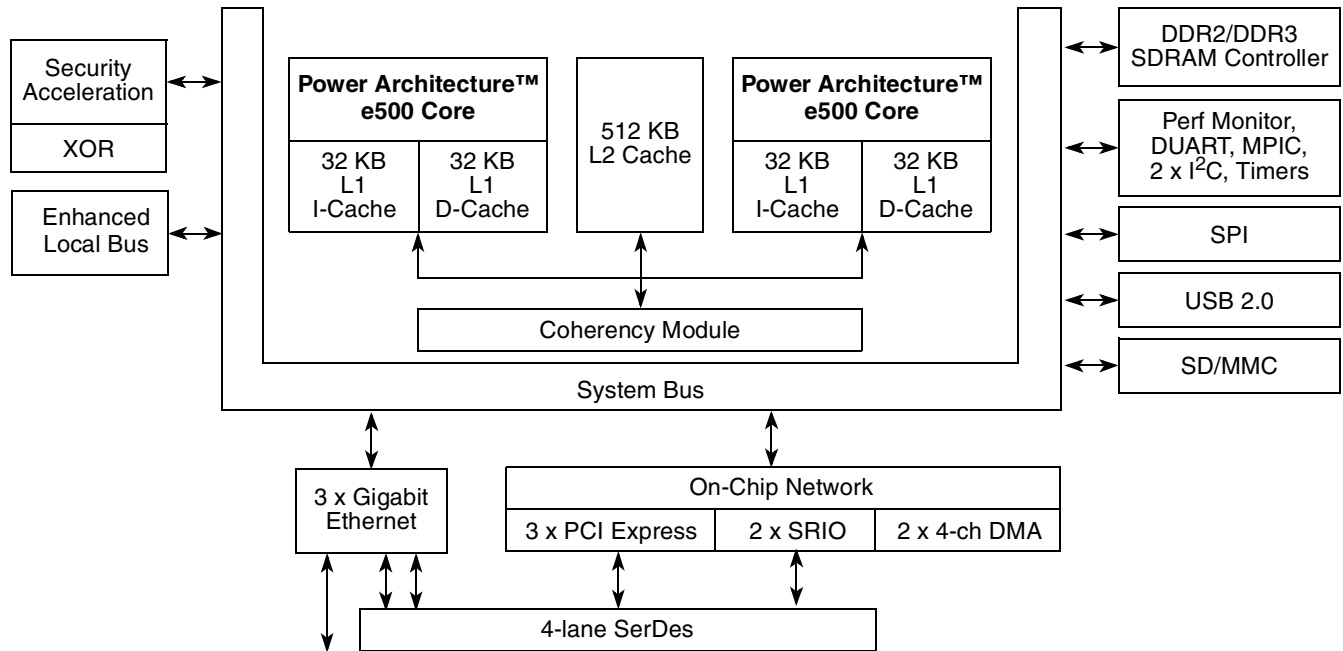 Security
Acceleration
XOR
Enhanced
Local Bus
Power Architecture™
e500 Core
32 KB
L1
I-Cache
32 KB
L1
D-Cache
512 KB
L2 Cache
Power Architecture™
e500 Core
32 KB
L1
I-Cache
32 KB
L1
D-Cache
Coherency Module
System Bus
DDR2/DDR3
SDRAM Controller
Perf Monitor,
DUART, MPIC,
2 x I²C, Timers
SPI
USB 2.0
SD/MMC
3 x Gigabit
Ethernet
On-Chip Network
3 x PCI Express
2 x SRIO
2 x 4-ch DMA
4-lane SerDes